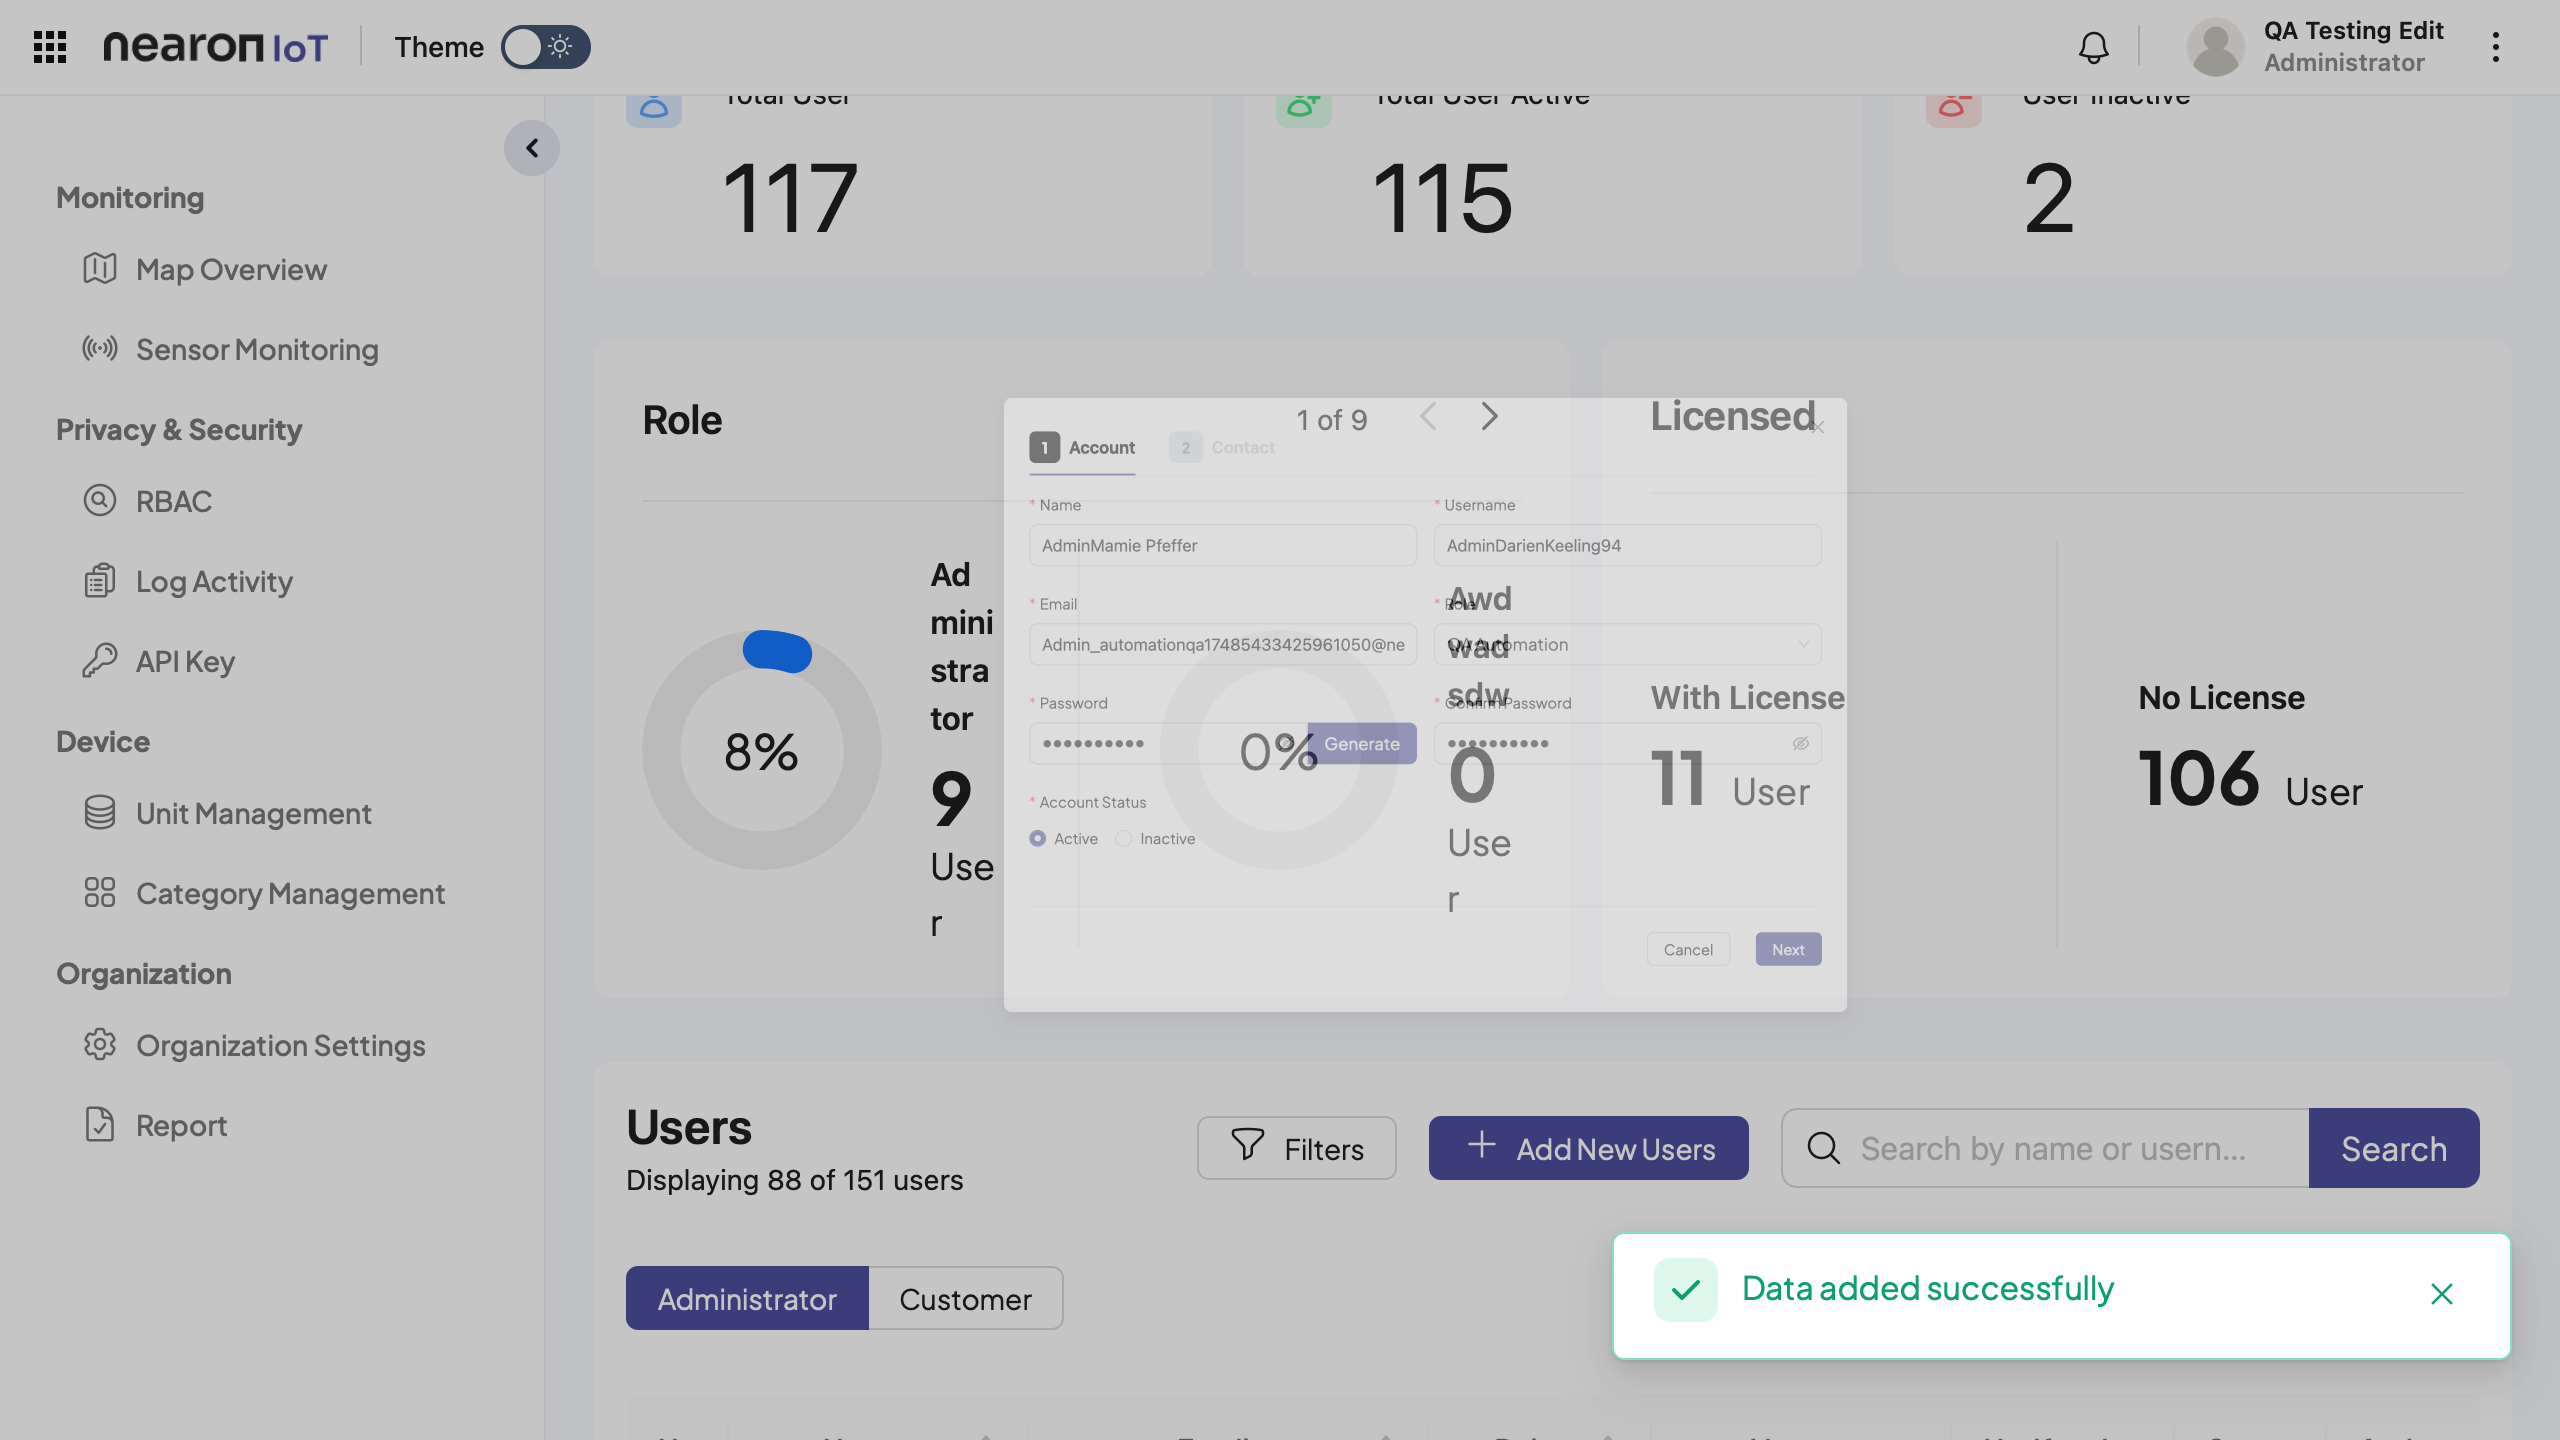 nearon IoT
Theme
QA Testing Edit
Administrator
Monitoring
Map Overview
Sensor Monitoring
Privacy & Security
RBAC
Log Activity
API Key
Device
Unit Management
Category Management
Organization
Organization Settings
Report
Total User
117
Total User Active
115
User Inactive
2
Role
1 of 9
8%
Ad
mini
stra
tor
9
Use
r
0%
Awd
wad
sdw
0
Use
r
Licensed
With License
11 User
No License
106 User
1 Account
2 Contact
* Name
* Username
AdminMamie Pfeffer
AdminDarienKeeling94
* Email
* Role
Admin_automationqa17485433425961050@ne
QA Automation
* Password
* Confirm Password
Generate
* Account Status
Active
Inactive
Cancel
Next
Users
Displaying 88 of 151 users
Filters
Add New Users
Search by name or usern...
Search
Administrator
Customer
Data added successfully